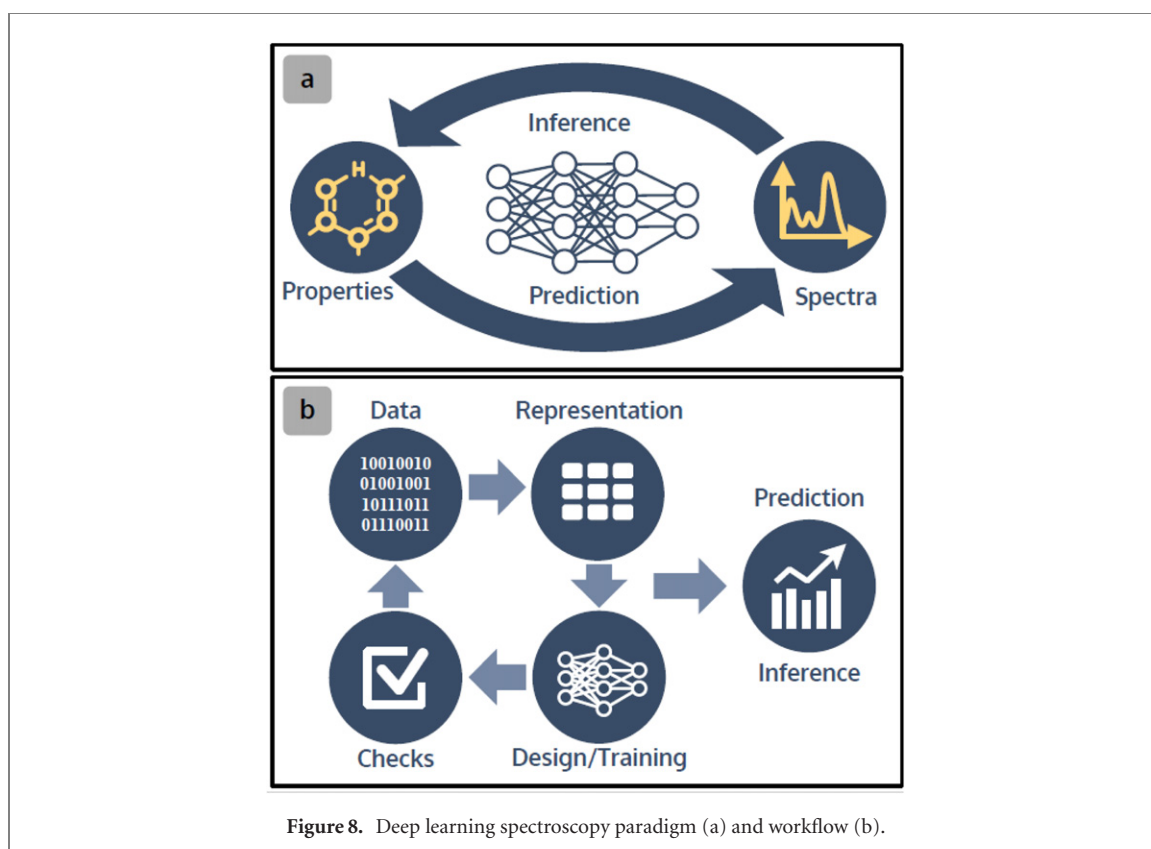 a
Inference
H
Prediction
Properties
Spectra
b
Data
Representation
10010010
01001001
10111011
01110011
Prediction
Inference
Checks
Design/Training
Figure 8. Deep learning spectroscopy paradigm (a) and workflow (b).